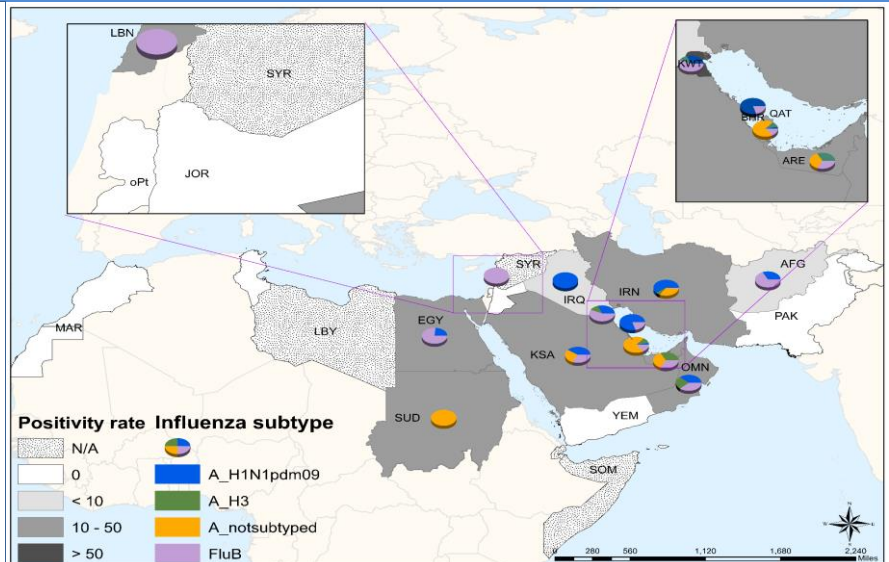 LBN
SYR
oPt
JOR
KWT
QAT
BHR
ARE
SYR
AFG
IRN
IRQ
PAK
MAR
LBY
EGY
KSA
OMN
SUD
YEM
SOM
Positivity rate Influenza subtype
N/A
0 A_H1N1pdm09
< 10 A_H3
10 - 50 A_notsubtyped
> 50 FluB
0 280 560 1,120 1,680 2,240
Miles